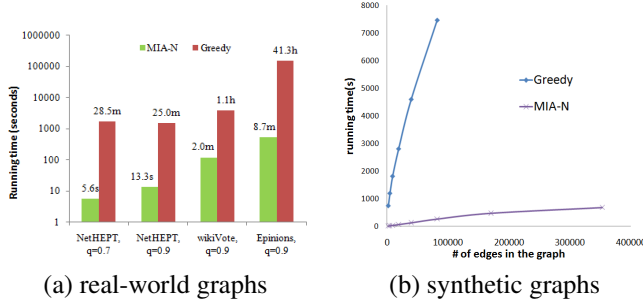 1000000
100000
10000
1000
100
10
1
Running time (seconds)
MIA-N Greedy
28.5m
5.6s
25.0m
13.3s
1.1h
2.0m
41.3h
8.7m
NetHEPT, q=0.7
NetHEPT, q=0.9
wikiVote, q=0.9
Epinions, q=0.9
(a) real-world graphs
8000
7000
6000
5000
4000
3000
2000
1000
0
running time(s)
Greedy
MIA-N
0 100000 200000 300000 400000
# of edges in the graph
(b) synthetic graphs